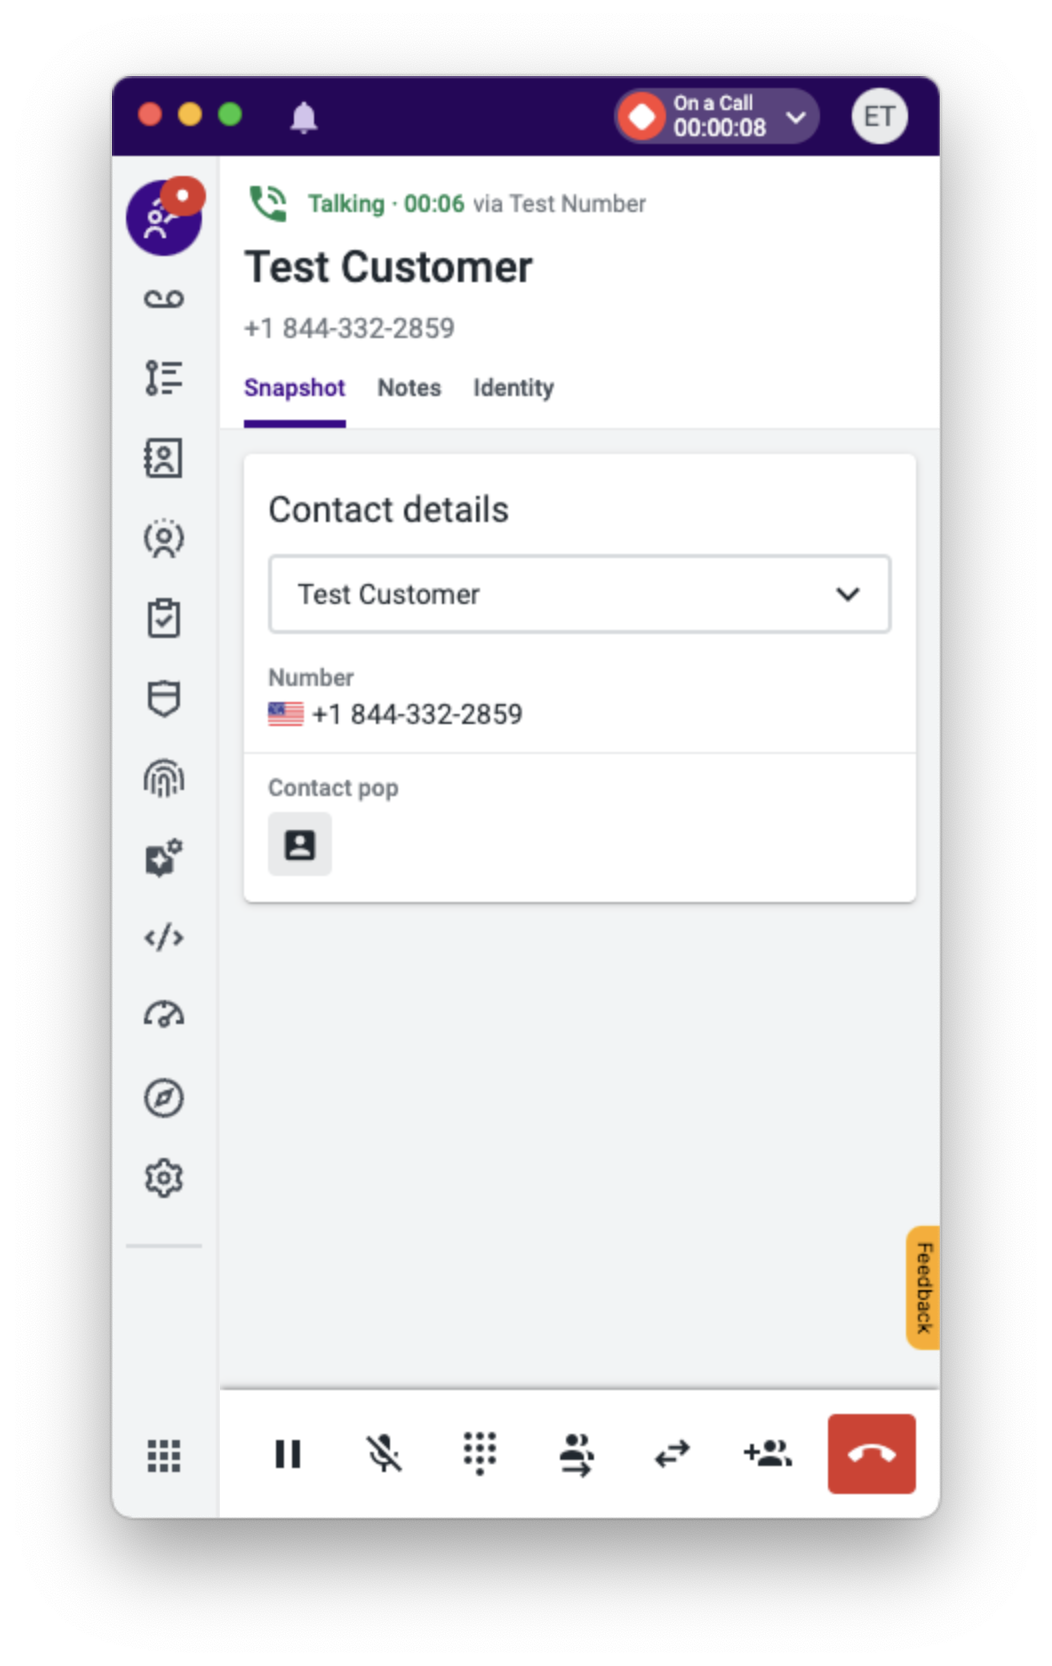 On a Call
00:00:08
ET
Talking · 00:06 via Test Number
Test Customer
+1 844-332-2859
Snapshot Notes Identity
Contact details
Test Customer
Number
+1 844-332-2859
Contact pop
Feedback